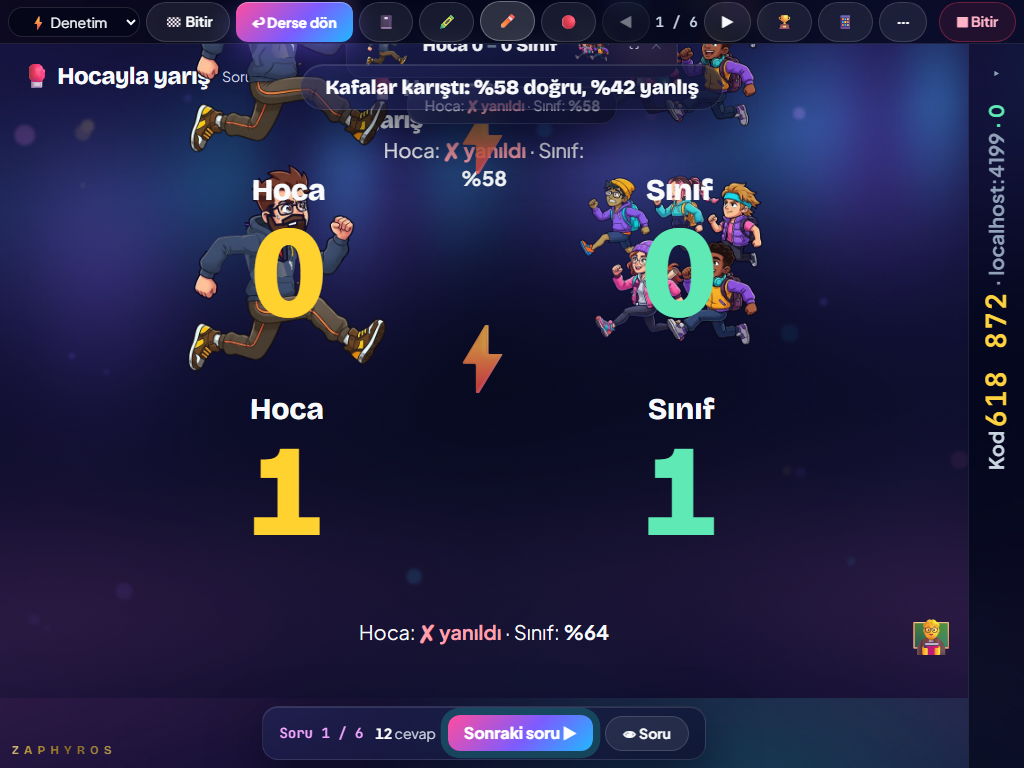 Denetim
Bitir
Derse dön
1 / 6
Bitir
Hoca 0 – 0 Sınıf
Hocayla yarış
Soru
Kafalar karıştı: %58 doğru, %42 yanlış
Hoca: ✗ yanıldı · Sınıf: %58
arış
Hoca: ✗ yanıldı · Sınıf:
%58
Hoca
Sınıf
0
0
Hoca
Sınıf
1
1
Hoca: ✗ yanıldı · Sınıf: %64
Soru 1 / 6
12 cevap
Sonraki soru ▶
Soru
ZAPHYROS
Kod 618 872 · localhost:4199 · 0